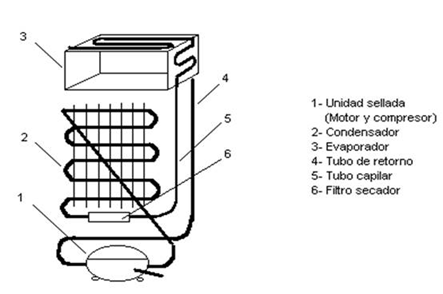 3
4
5
6
2
1
1- Unidad sellada
(Motor y compresor)
2- Condensador
3- Evaporador
4- Tubo de retorno
5- Tubo capilar
6- Filtro secador